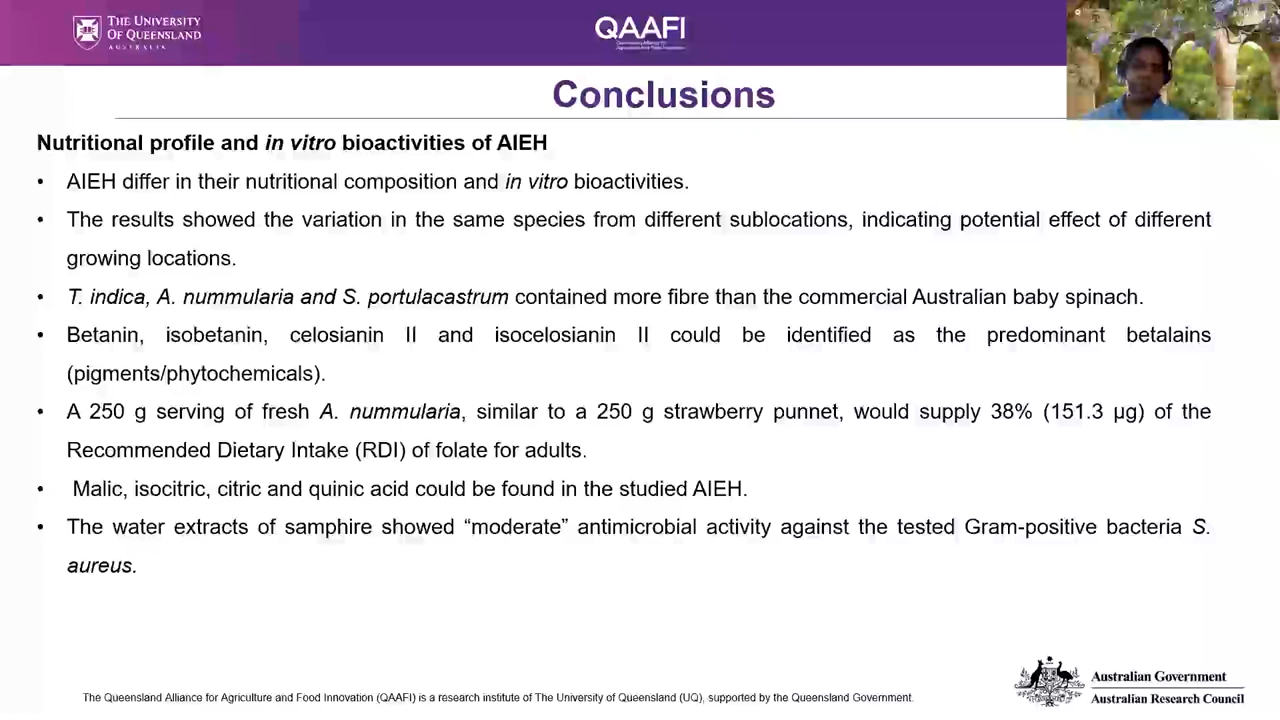 THE UNIVERSITY
OF QUEENSLAND
AUSTRALIA
QAAFI
Conclusions
Nutritional profile and in vitro bioactivities of AIEH
• AIEH differ in their nutritional composition and in vitro bioactivities.
• The results showed the variation in the same species from different sublocations, indicating potential effect of different
growing locations.
• T. indica, A. nummularia and S. portulacastrum contained more fibre than the commercial Australian baby spinach.
• Betanin, isobetanin, celosianin II and isocelosianin II could be identified as the predominant betalains
(pigments/phytochemicals).
• A 250 g serving of fresh A. nummularia, similar to a 250 g strawberry punnet, would supply 38% (151.3 µg) of the
Recommended Dietary Intake (RDI) of folate for adults.
• Malic, isocitric, citric and quinic acid could be found in the studied AIEH.
• The water extracts of samphire showed “moderate” antimicrobial activity against the tested Gram-positive bacteria S.
aureus.
The Queensland Alliance for Agriculture and Food Innovation (QAAFI) is a research institute of The University of Queensland (UQ), supported by the Queensland Government.
Australian Government
Australian Research Council